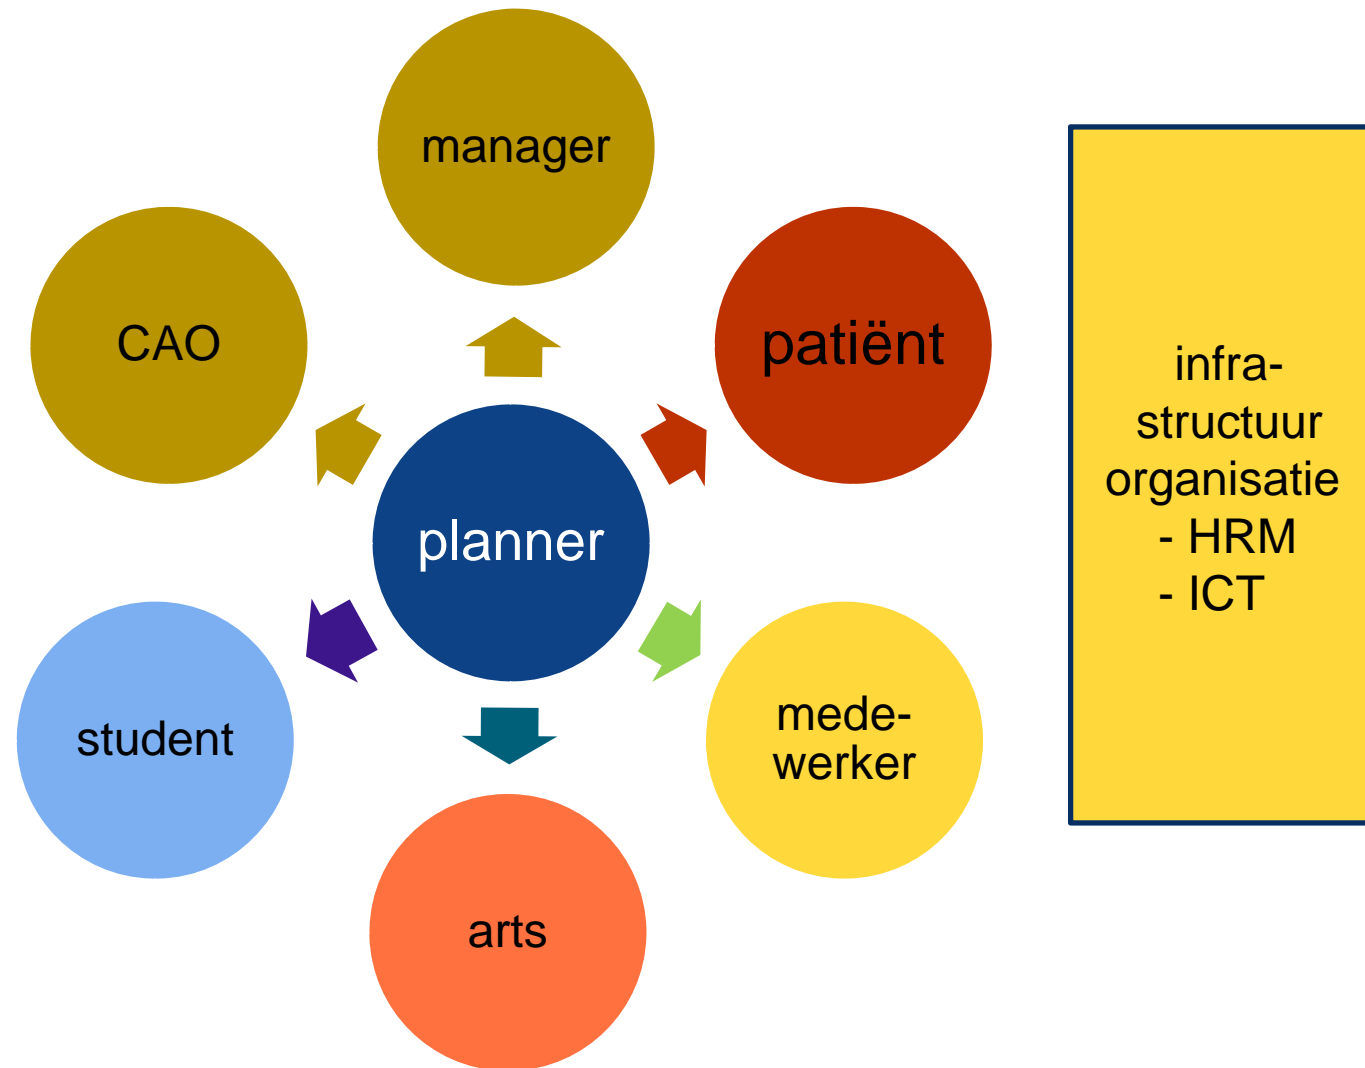 manager
CAO
patiënt
planner
student
mede-
werker
arts
infra-
structuur
organisatie
- HRM
- ICT